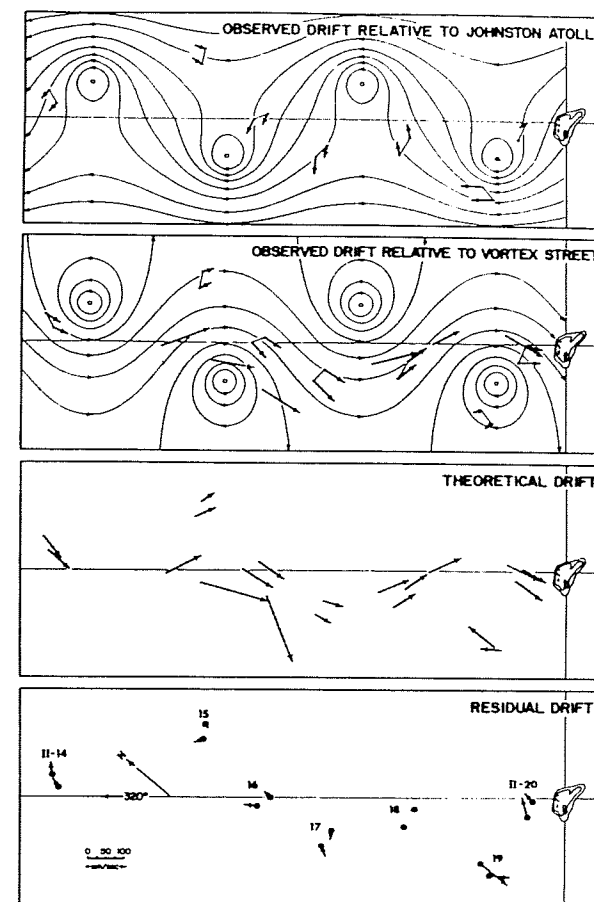 OBSERVED DRIFT RELATIVE TO JOHNSTON ATOLL
OBSERVED DRIFT RELATIVE TO VORTEX STREET
THEORETICAL DRIFT
RESIDUAL DRIFT
15
II-14
N
16
II-20
320°
18
17
19
0 50 100